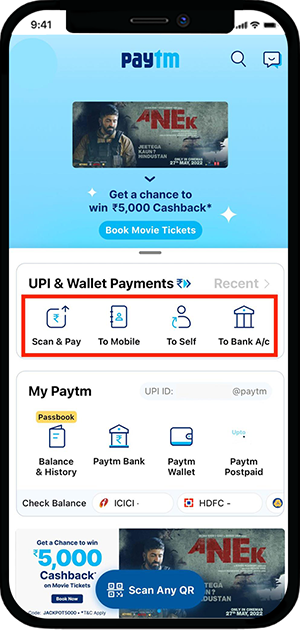 9:41
paytm
ANEK
JEETEGA
KAUN?
HINDUSTAN
ONLY IN CINEMAS
27TH MAY, 2022
Get a chance to
win ₹5,000 Cashback*
Book Movie Tickets
UPI & Wallet Payments
Recent
Scan & Pay To Mobile To Self To Bank A/c
My Paytm UPI ID: @paytm
Passbook
Balance & History
Paytm Bank
Paytm Wallet
Upto
Paytm Postpaid
Check Balance ICICI - HDFC -
Get a Chance to win
₹5,000
Cashback*
on Movie Tickets
Book Now
Code: JACKPOT5000 • *T&C Apply
ANEK
JEETEGA
HINDUSTAN
27TH MAY, 2022
Scan Any QR